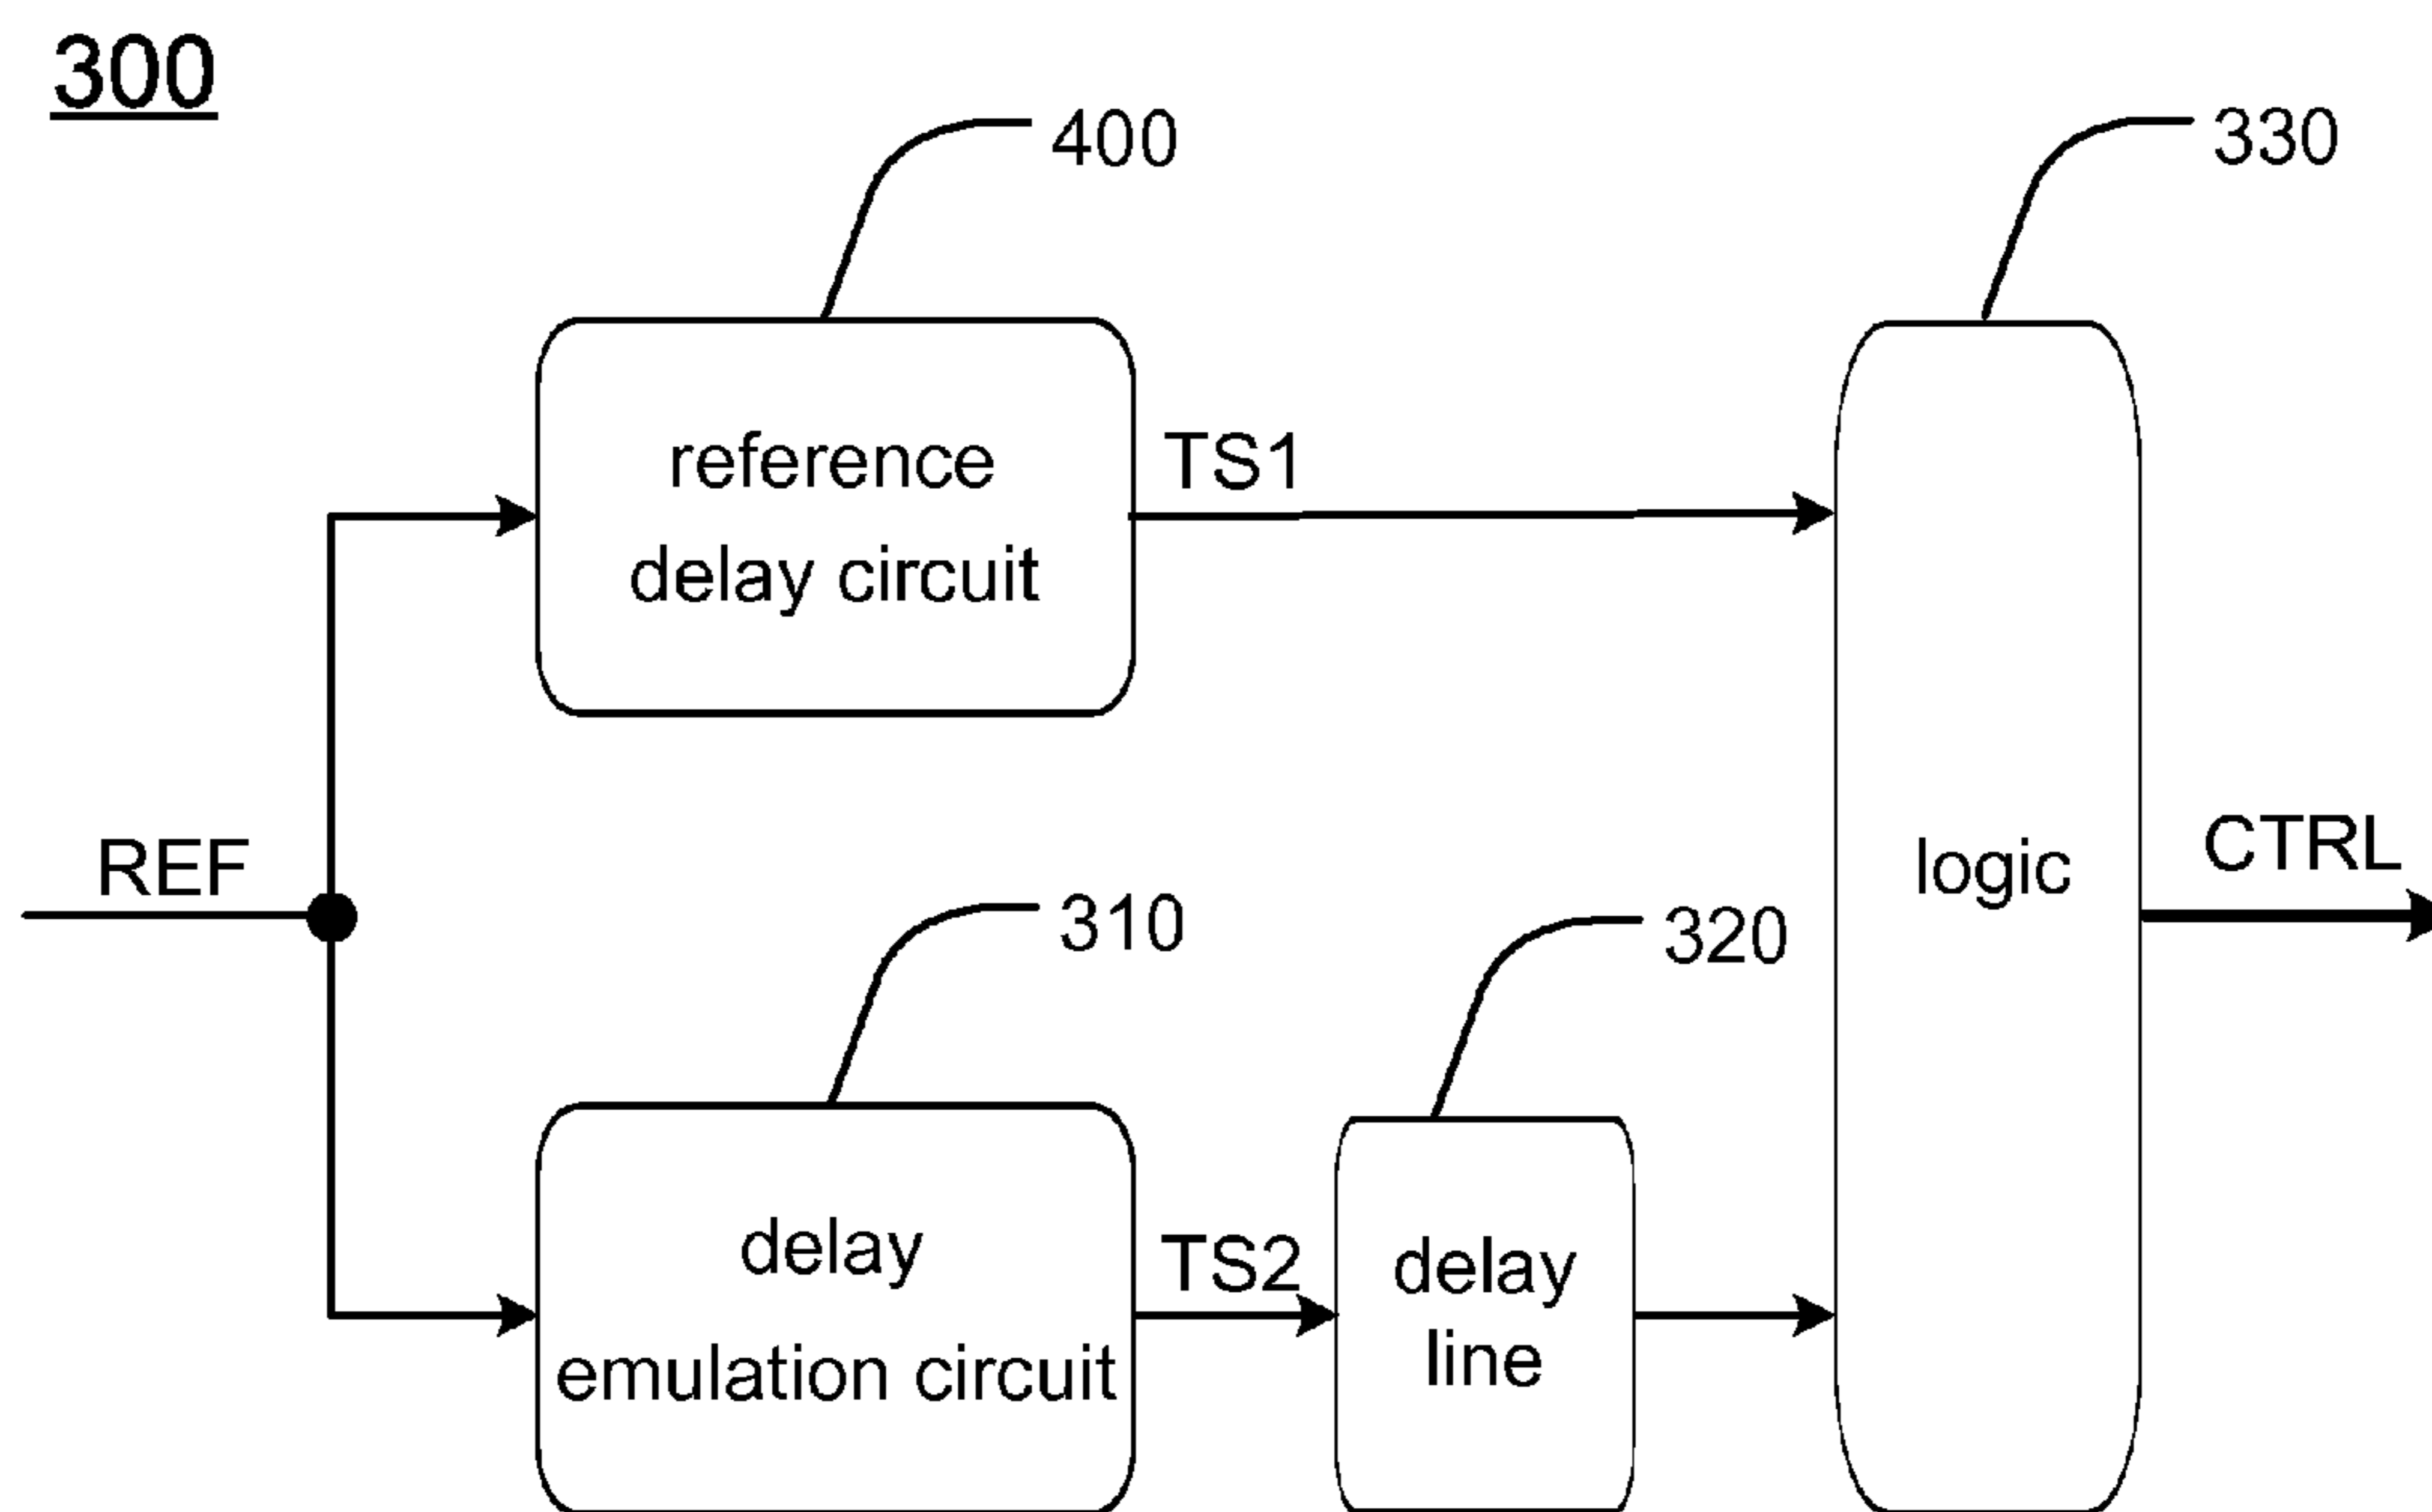 300
400
330
reference
delay circuit
TS1
REF
logic
CTRL
310
320
delay
emulation circuit
TS2
delay
line